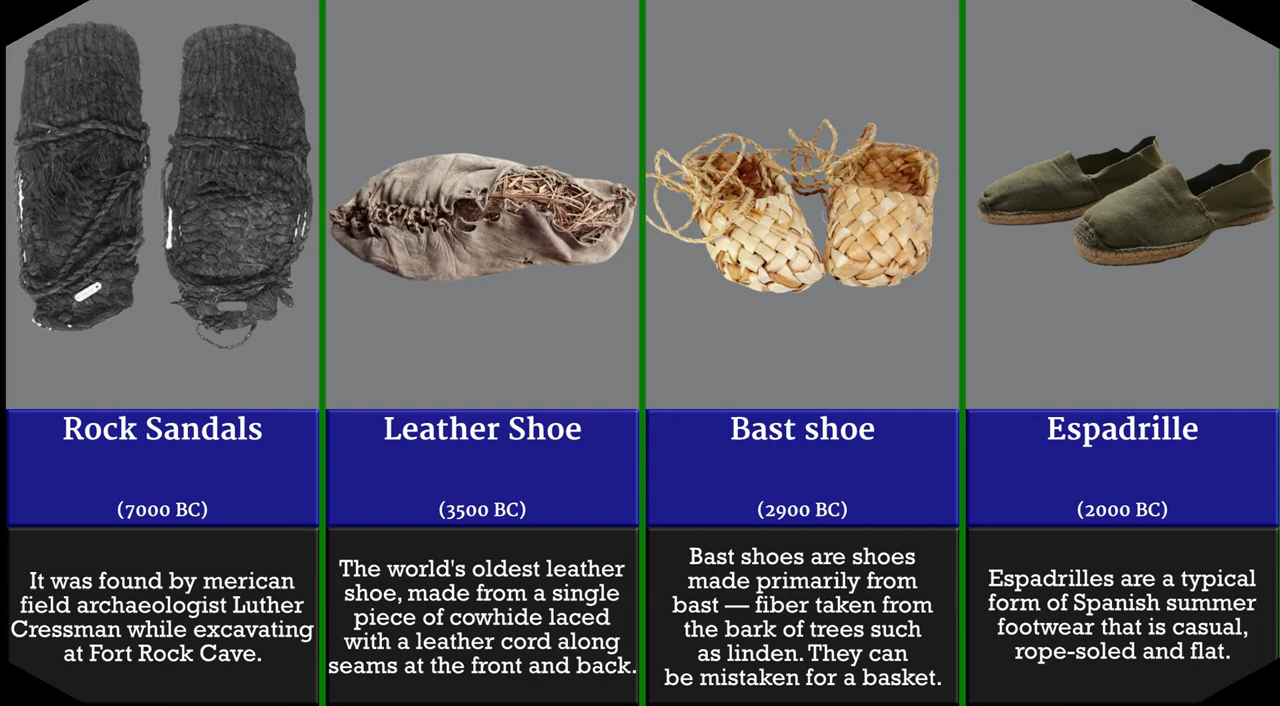 Rock Sandals
(7000 BC)
It was found by merican
field archaeologist Luther
Cressman while excavating
at Fort Rock Cave.
Leather Shoe
(3500 BC)
The world's oldest leather
shoe, made from a single
piece of cowhide laced
with a leather cord along
seams at the front and back.
Bast shoe
(2900 BC)
Bast shoes are shoes
made primarily from
bast — fiber taken from
the bark of trees such
as linden. They can
be mistaken for a basket.
Espadrille
(2000 BC)
Espadrilles are a typical
form of Spanish summer
footwear that is casual,
rope-soled and flat.